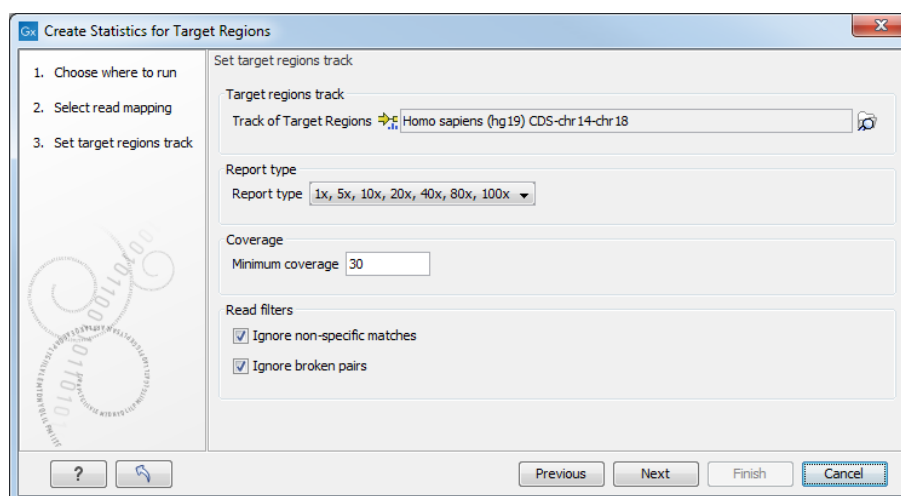 Gx Create Statistics for Target Regions
1. Choose where to run
2. Select read mapping
3. Set target regions track
Set target regions track
Target regions track
Track of Target Regions Homo sapiens (hg19) CDS-chr14-chr18
Report type
Report type 1x, 5x, 10x, 20x, 40x, 80x, 100x
Coverage
Minimum coverage 30
Read filters
Ignore non-specific matches
Ignore broken pairs
? Previous Next Finish Cancel